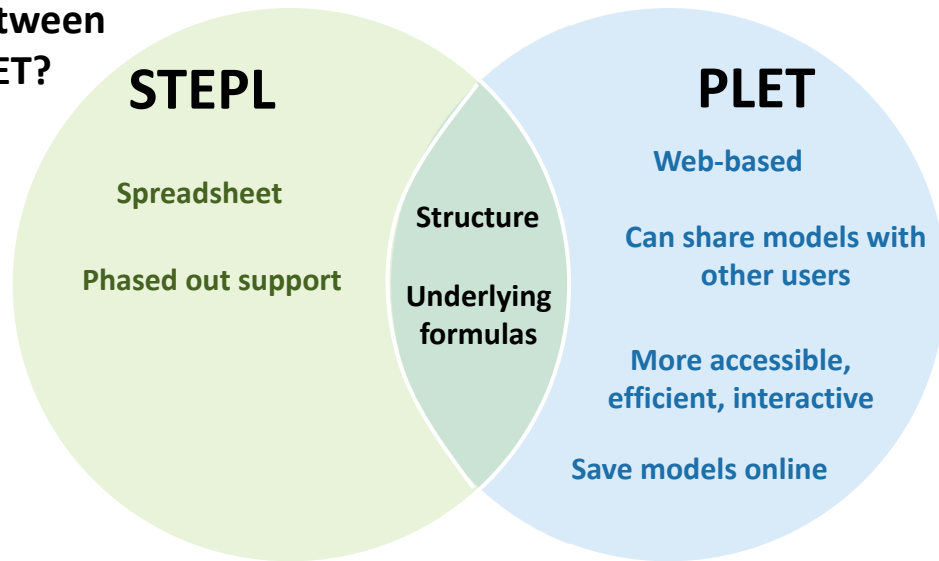 etween
ET?
STEPL
Spreadsheet
Phased out support
Structure
Underlying
formulas
PLET
Web-based
Can share models with
other users
More accessible,
efficient, interactive
Save models online